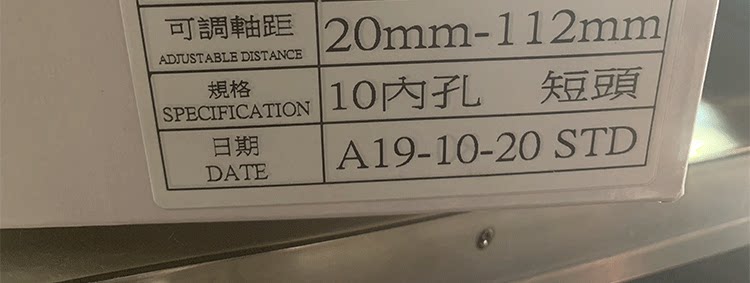 可調軸距
ADJUSTABLE DISTANCE
20mm-112mm
規格
SPECIFICATION
10內孔 短頭
日期
DATE
A19-10-20 STD